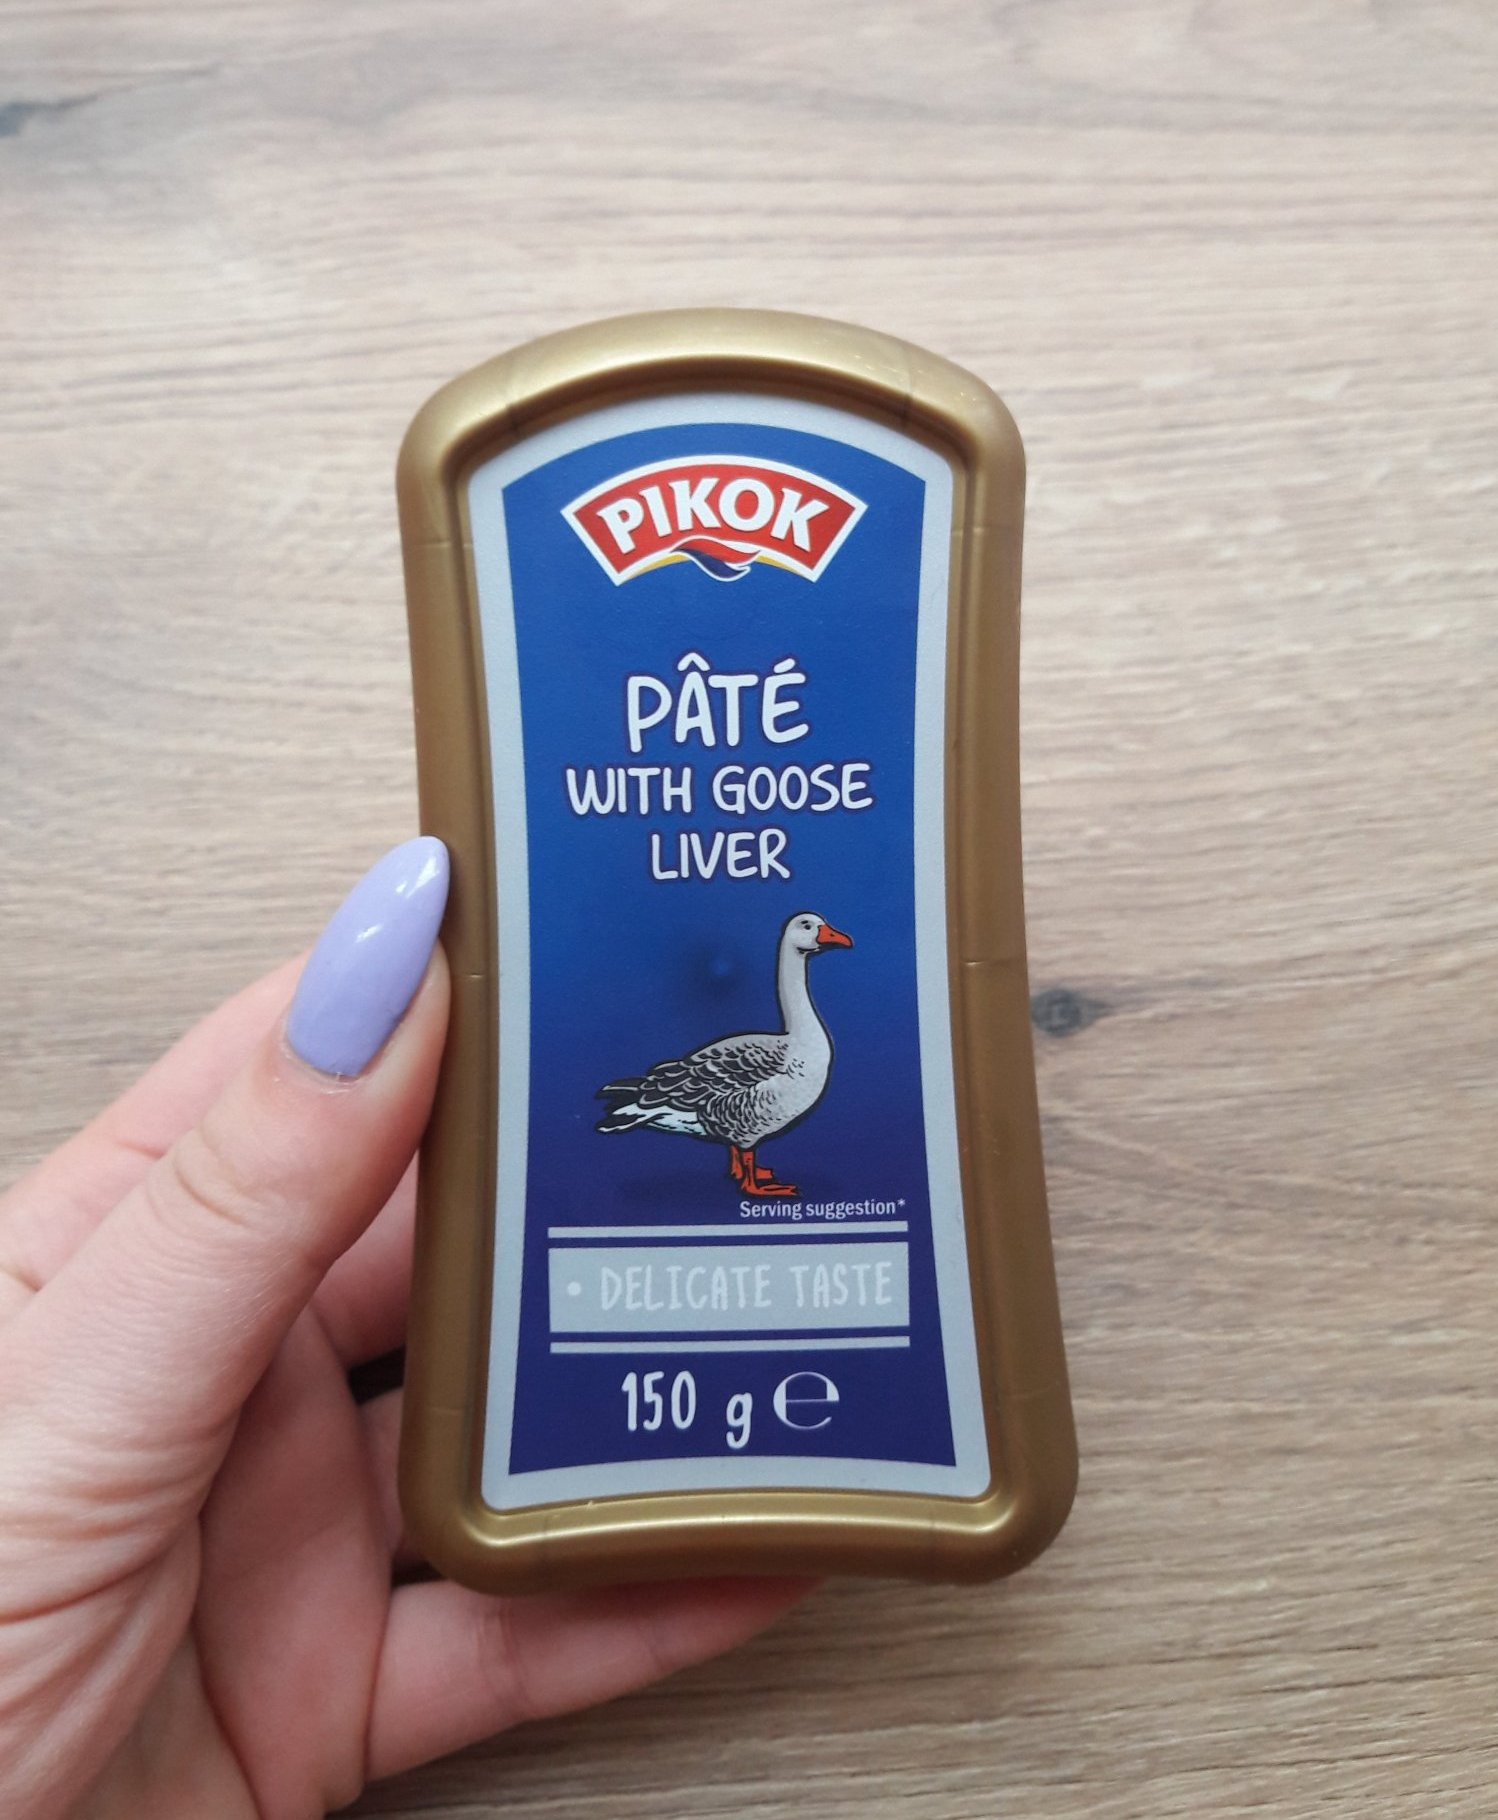 PIKOK
PÂTÉ
WITH GOOSE
LIVER
Serving suggestion*
• DELICATE TASTE
150 g ℮